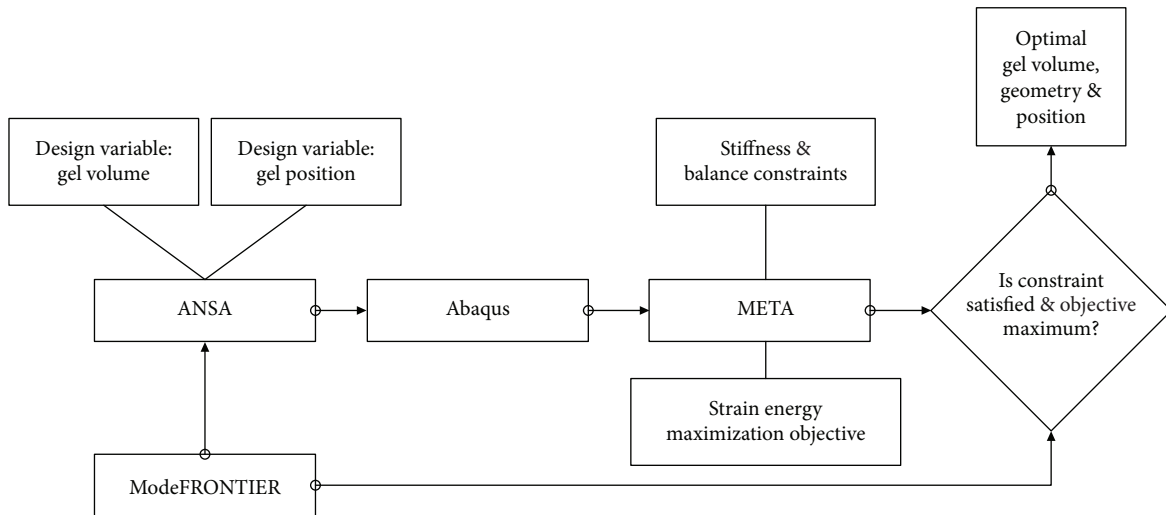 Optimal
gel volume,
geometry &
position
Design variable:
gel volume
Design variable:
gel position
Stiffness &
balance constraints
ANSA
Abaqus
META
Is constraint
satisfied & objective
maximum?
Strain energy
maximization objective
ModeFRONTIER